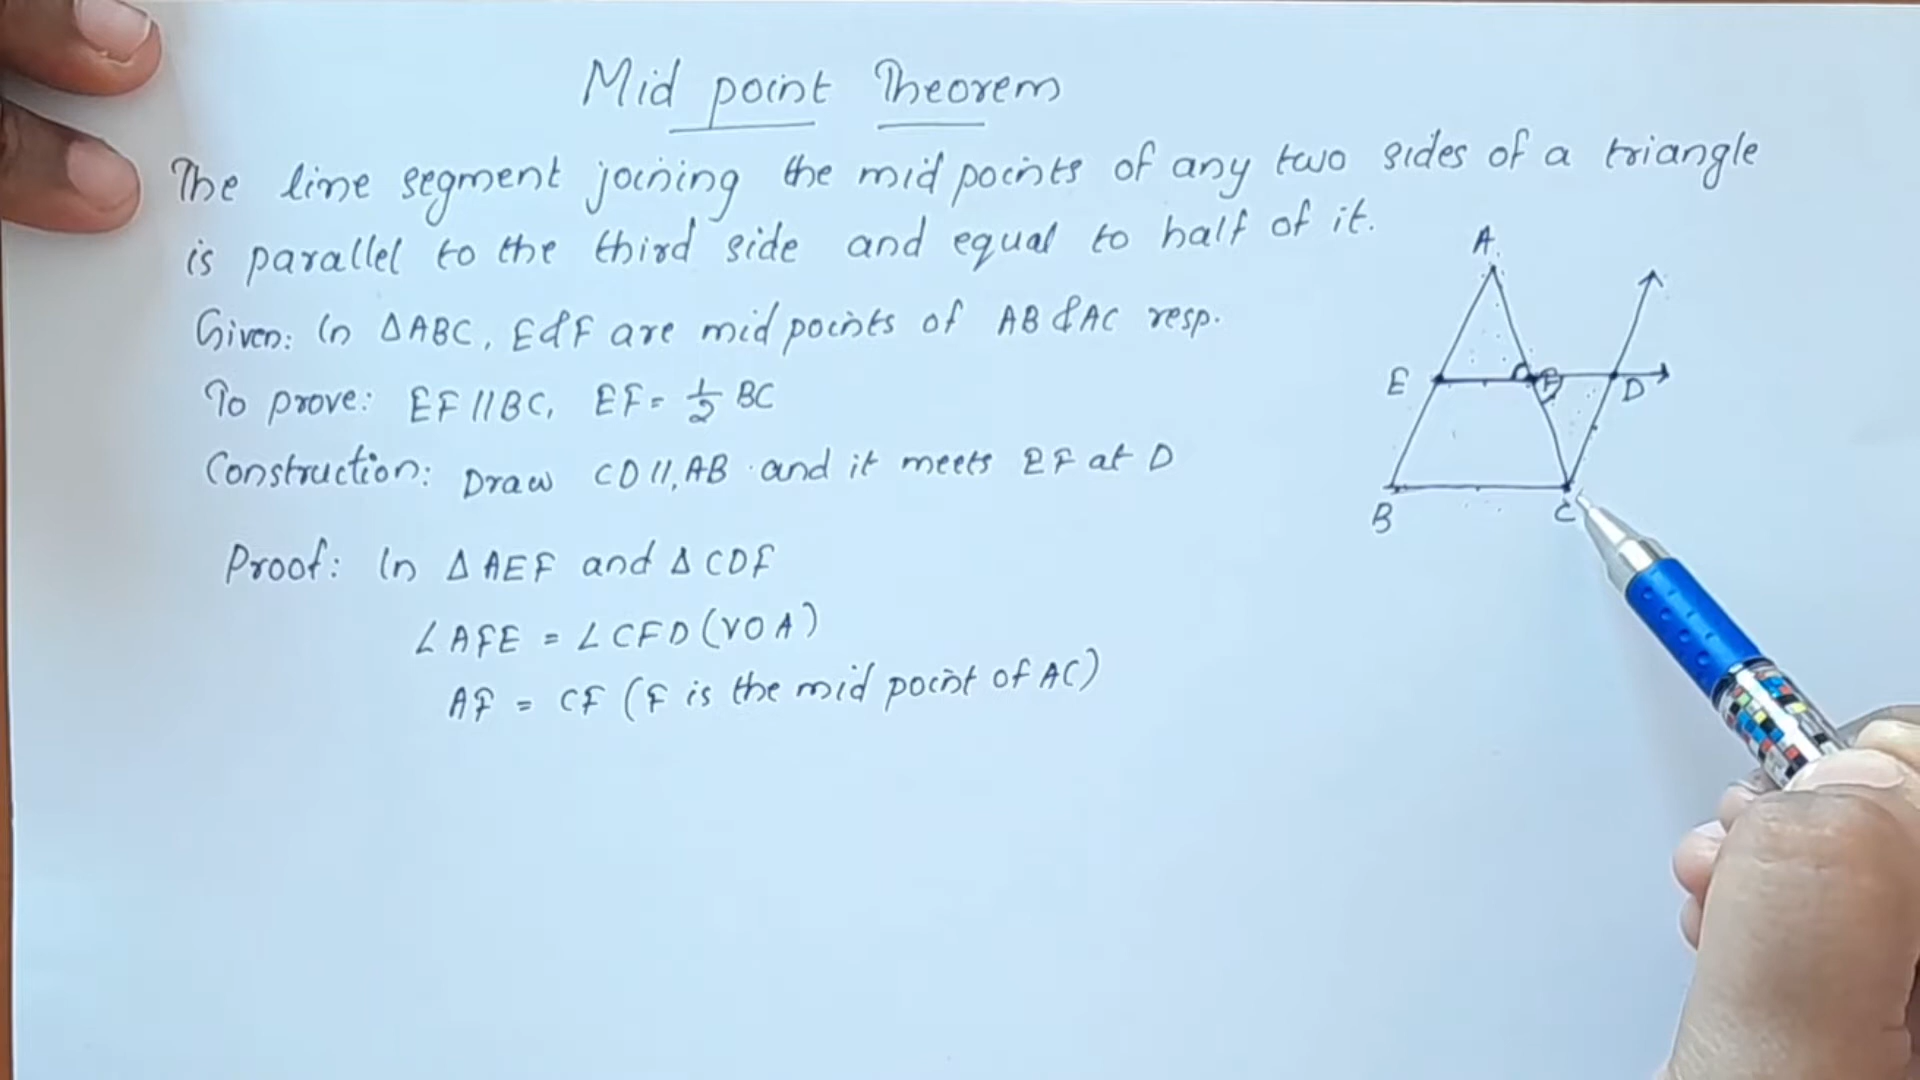 Mid point Theorem
The line segment joining the mid points of any two sides of a triangle
is parallel to the third side and equal to half of it.
Given: In ΔABC, E&F are mid points of AB & AC resp.
To prove: EF//BC, EF = 1/2 BC
Construction: Draw CD//AB and it meets EF at D
Proof: In ΔAEF and ΔCDF
∠AFE = ∠CFD (VOA)
AF = CF (F is the mid point of AC)
A
E
F
D
B
C